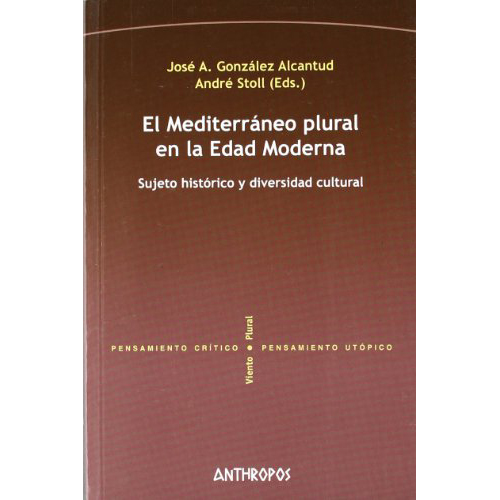 José A. González Alcantud
André Stoll (Eds.)
El Mediterráneo plural
en la Edad Moderna
Sujeto histórico y diversidad cultural
Viento Plural
PENSAMIENTO CRÍTICO • PENSAMIENTO UTÓPICO
ANTHROPOS